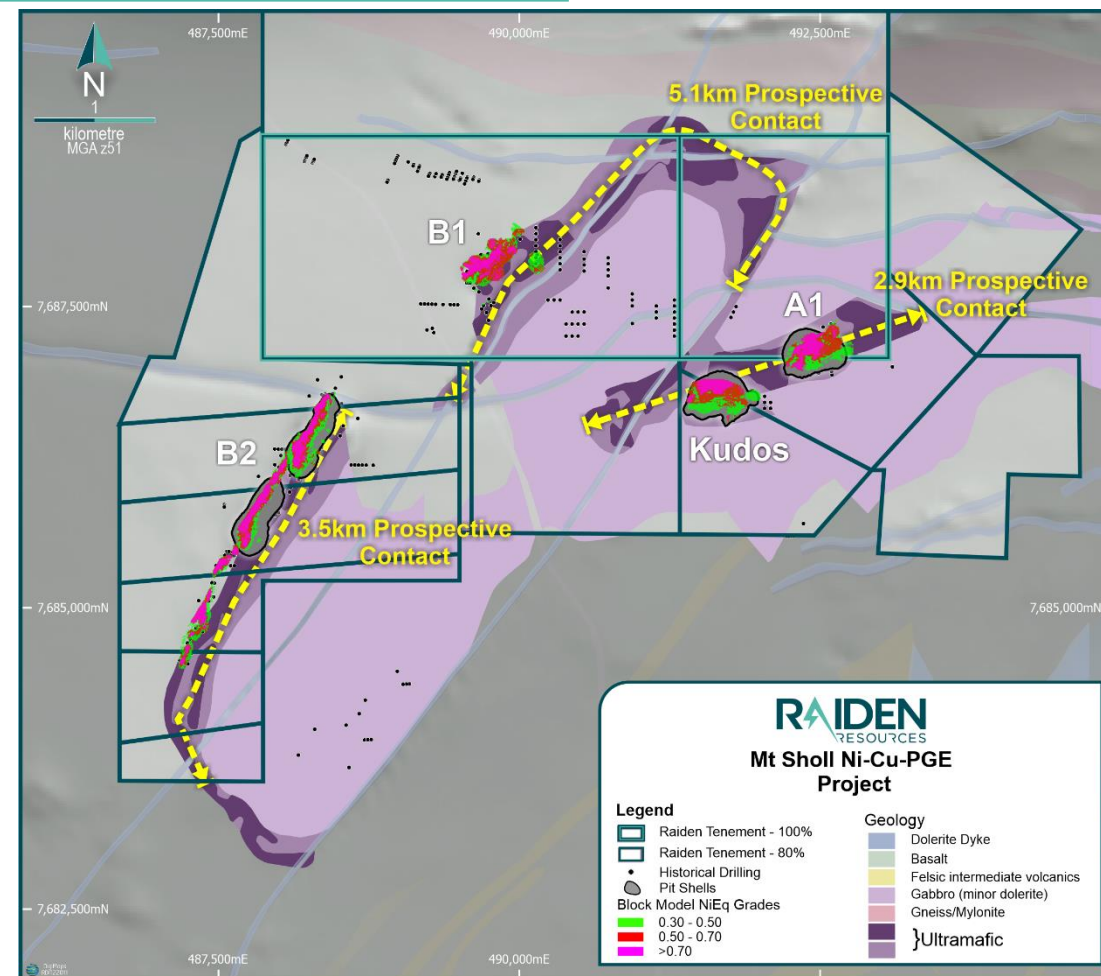 487,500mE
490,000mE
492,500mE
N
1
kilometre
MGA z51
5.1km Prospective
Contact
B1
2.9km Prospective
Contact
7,687,500mN
A1
Kudos
B2
3.5km Prospective
Contact
7,685,000mN
7,685,000mN
RAIDEN
RESOURCES
Mt Sholl Ni-Cu-PGE
Project
Legend
Raiden Tenement - 100%
Raiden Tenement - 80%
Historical Drilling
Pit Shells
Block Model NiEq Grades
0.30 - 0.50
0.50 - 0.70
>0.70
Geology
Dolerite Dyke
Basalt
Felsic intermediate volcanics
Gabbro (minor dolerite)
Gneiss/Mylonite
}Ultramafic
7,682,500mN
487,500mE
490,000mE
492,500mE